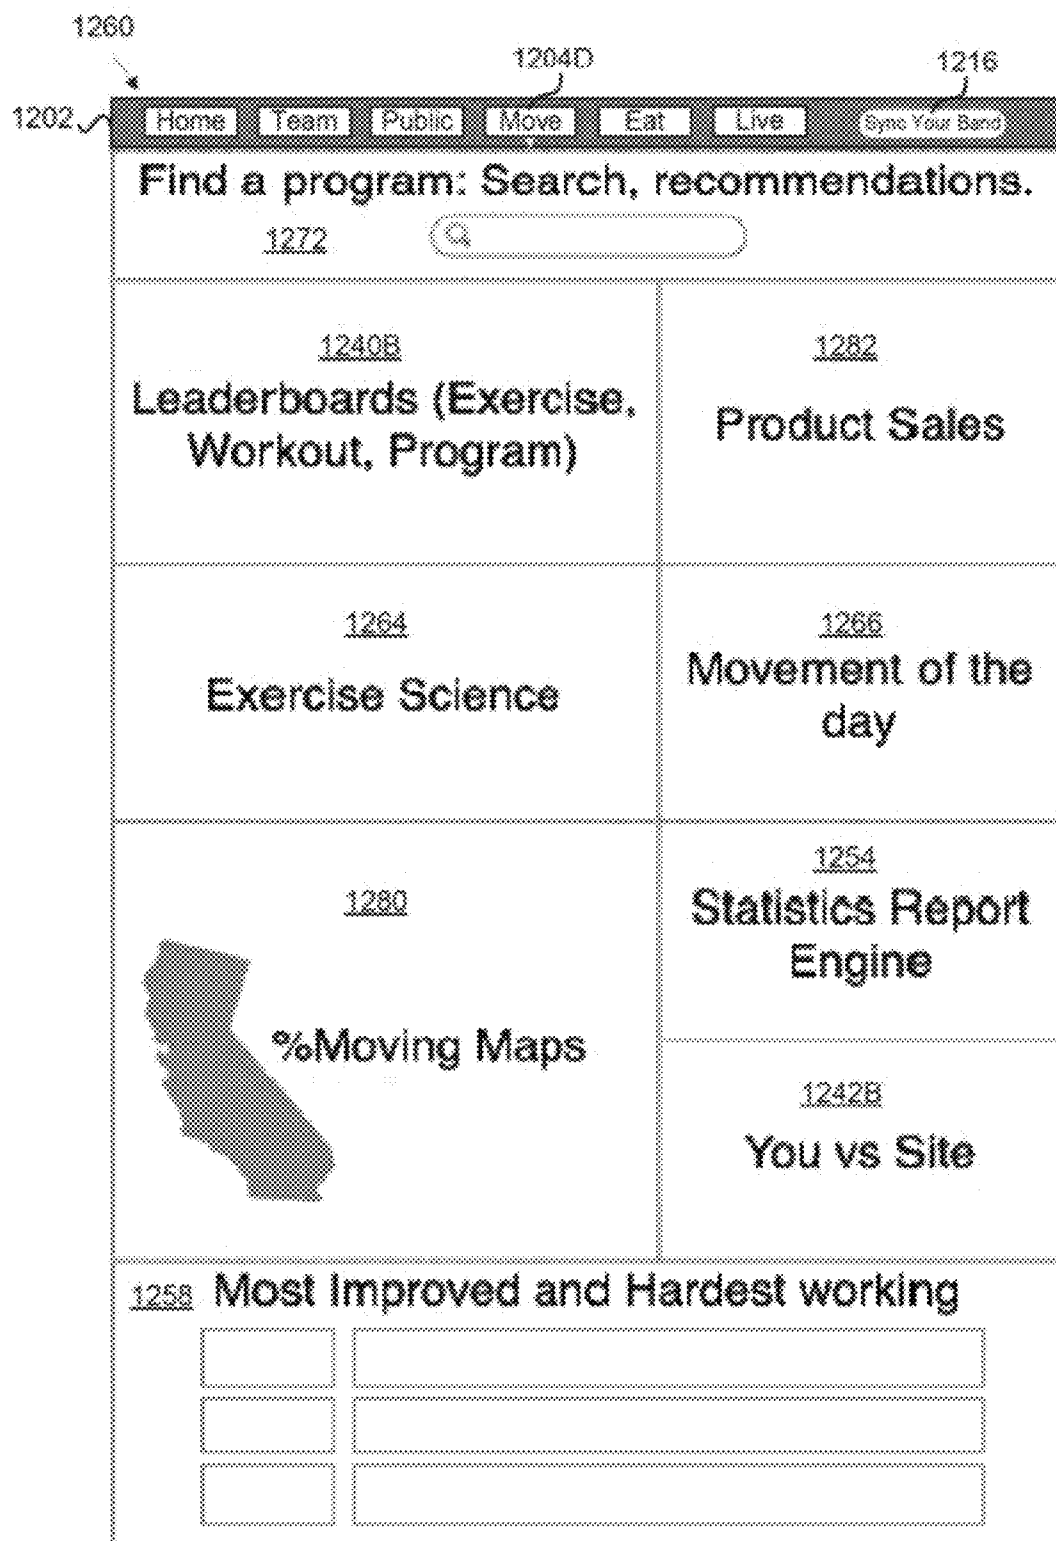 1260
1204D
1216
1202
Home Team Public Move Eat Live Sync Your Band
Find a program: Search, recommendations.
1272
1240B
Leaderboards (Exercise,
Workout, Program)
1282
Product Sales
1264
Exercise Science
1266
Movement of the
day
1280
%Moving Maps
1254
Statistics Report
Engine
1242B
You vs Site
1258 Most Improved and Hardest working